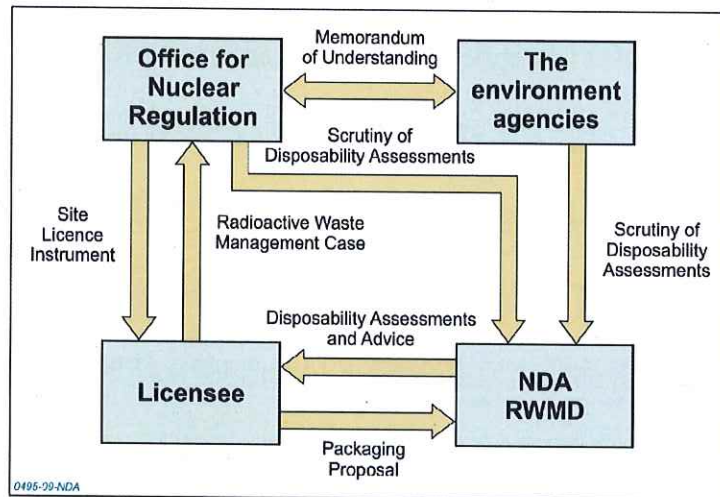 Office for
Nuclear
Regulation
Memorandum
of Understanding
The
environment
agencies
Scrutiny of
Disposability Assessments
Site
Licence
Instrument
Radioactive Waste
Management Case
Scrutiny of
Disposability
Assessments
Disposability Assessments
and Advice
Licensee
NDA
RWMD
Packaging
Proposal
0495-09-NDA